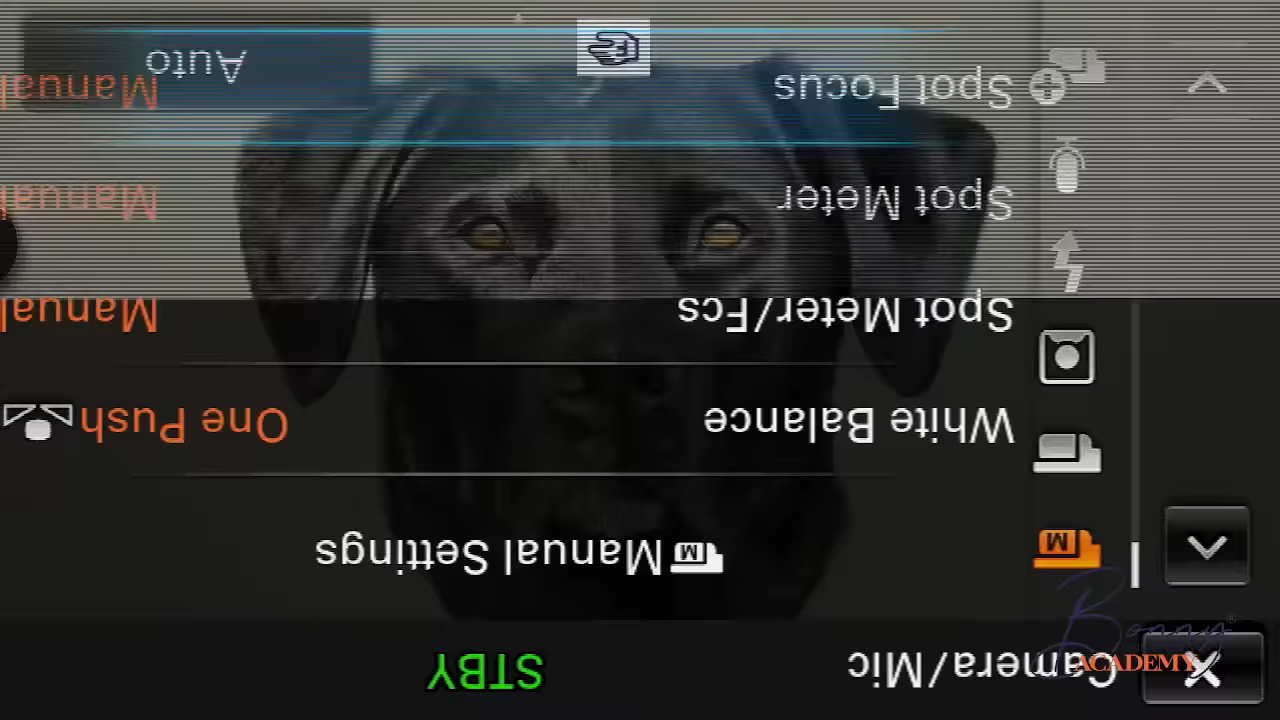 Camera/Mic STBY
M Manual Settings
M
White Balance One Push
Spot Meter/Fcs Manual
Spot Meter Manual
Spot Focus Manual
Auto
Bonny®
ACADEMY